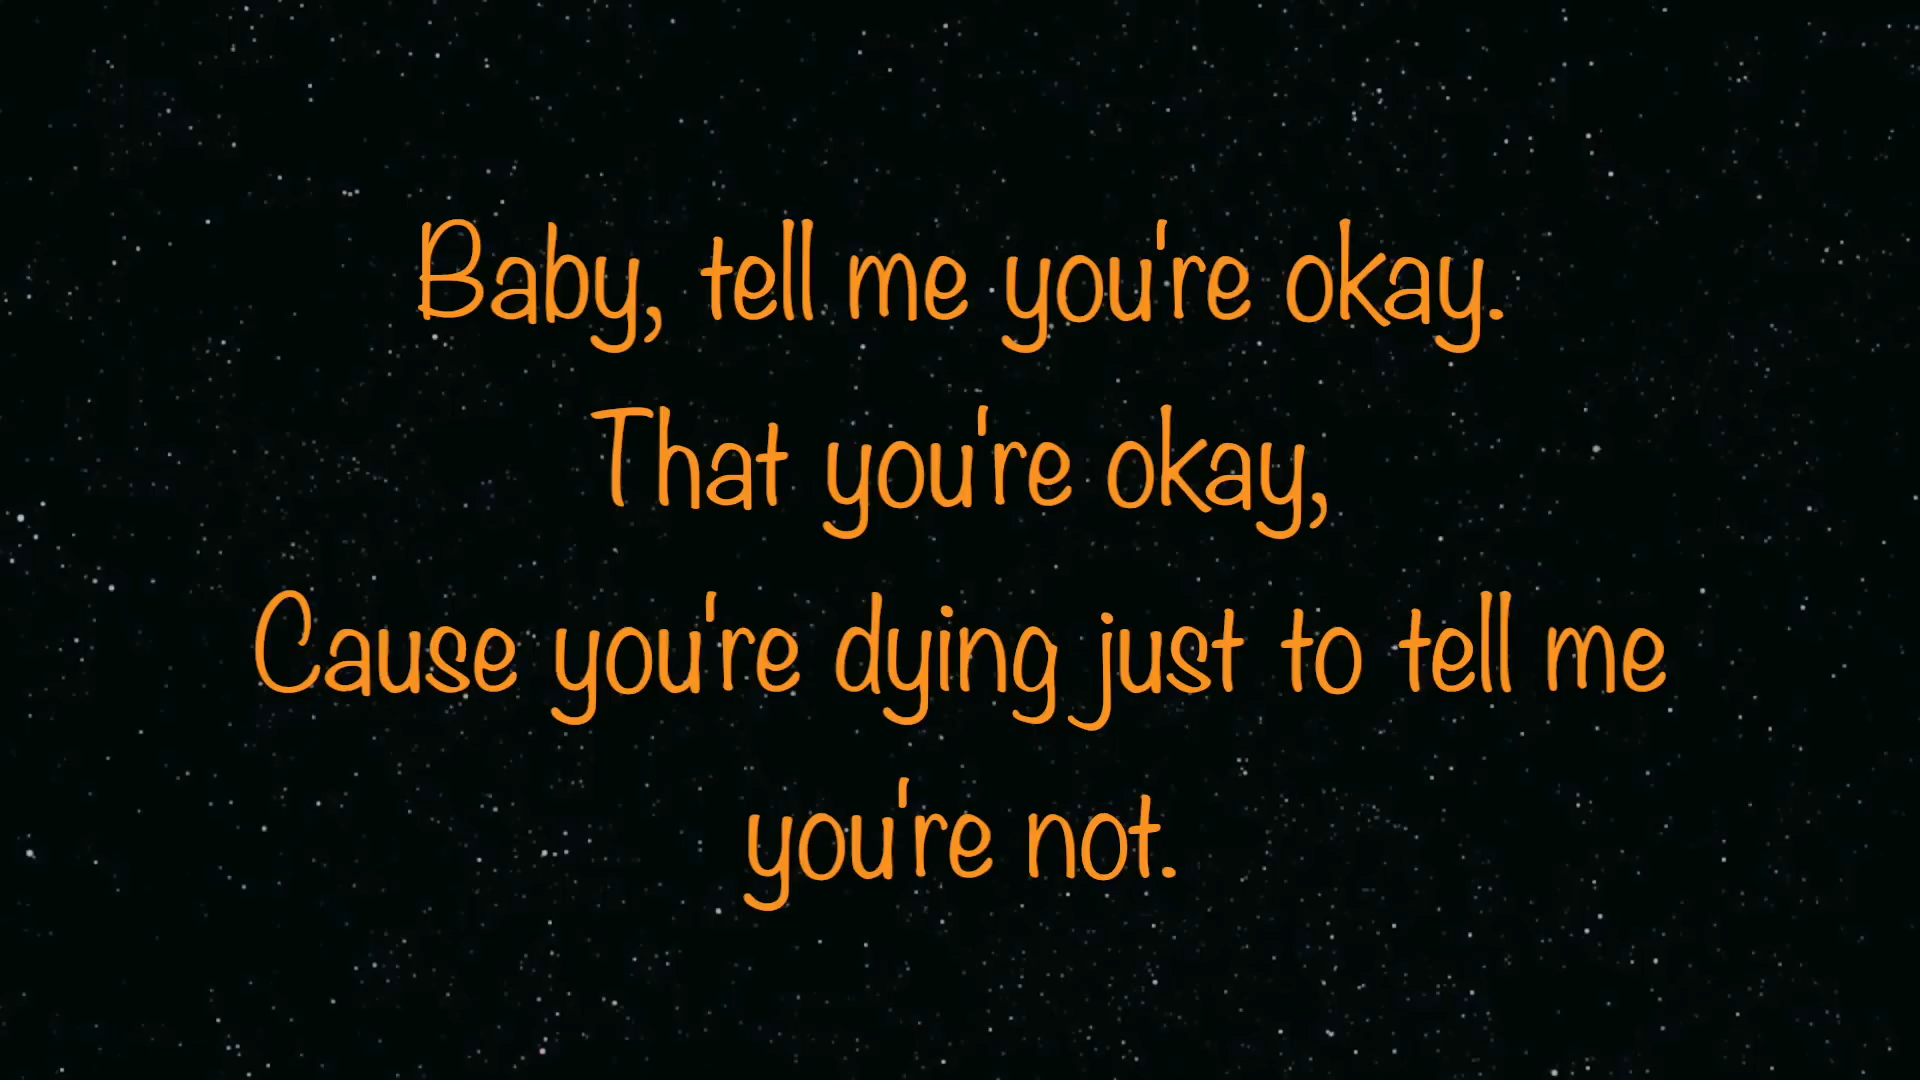 Baby, tell me you're okay.
That you're okay,
Cause you're dying just to tell me
you're not.